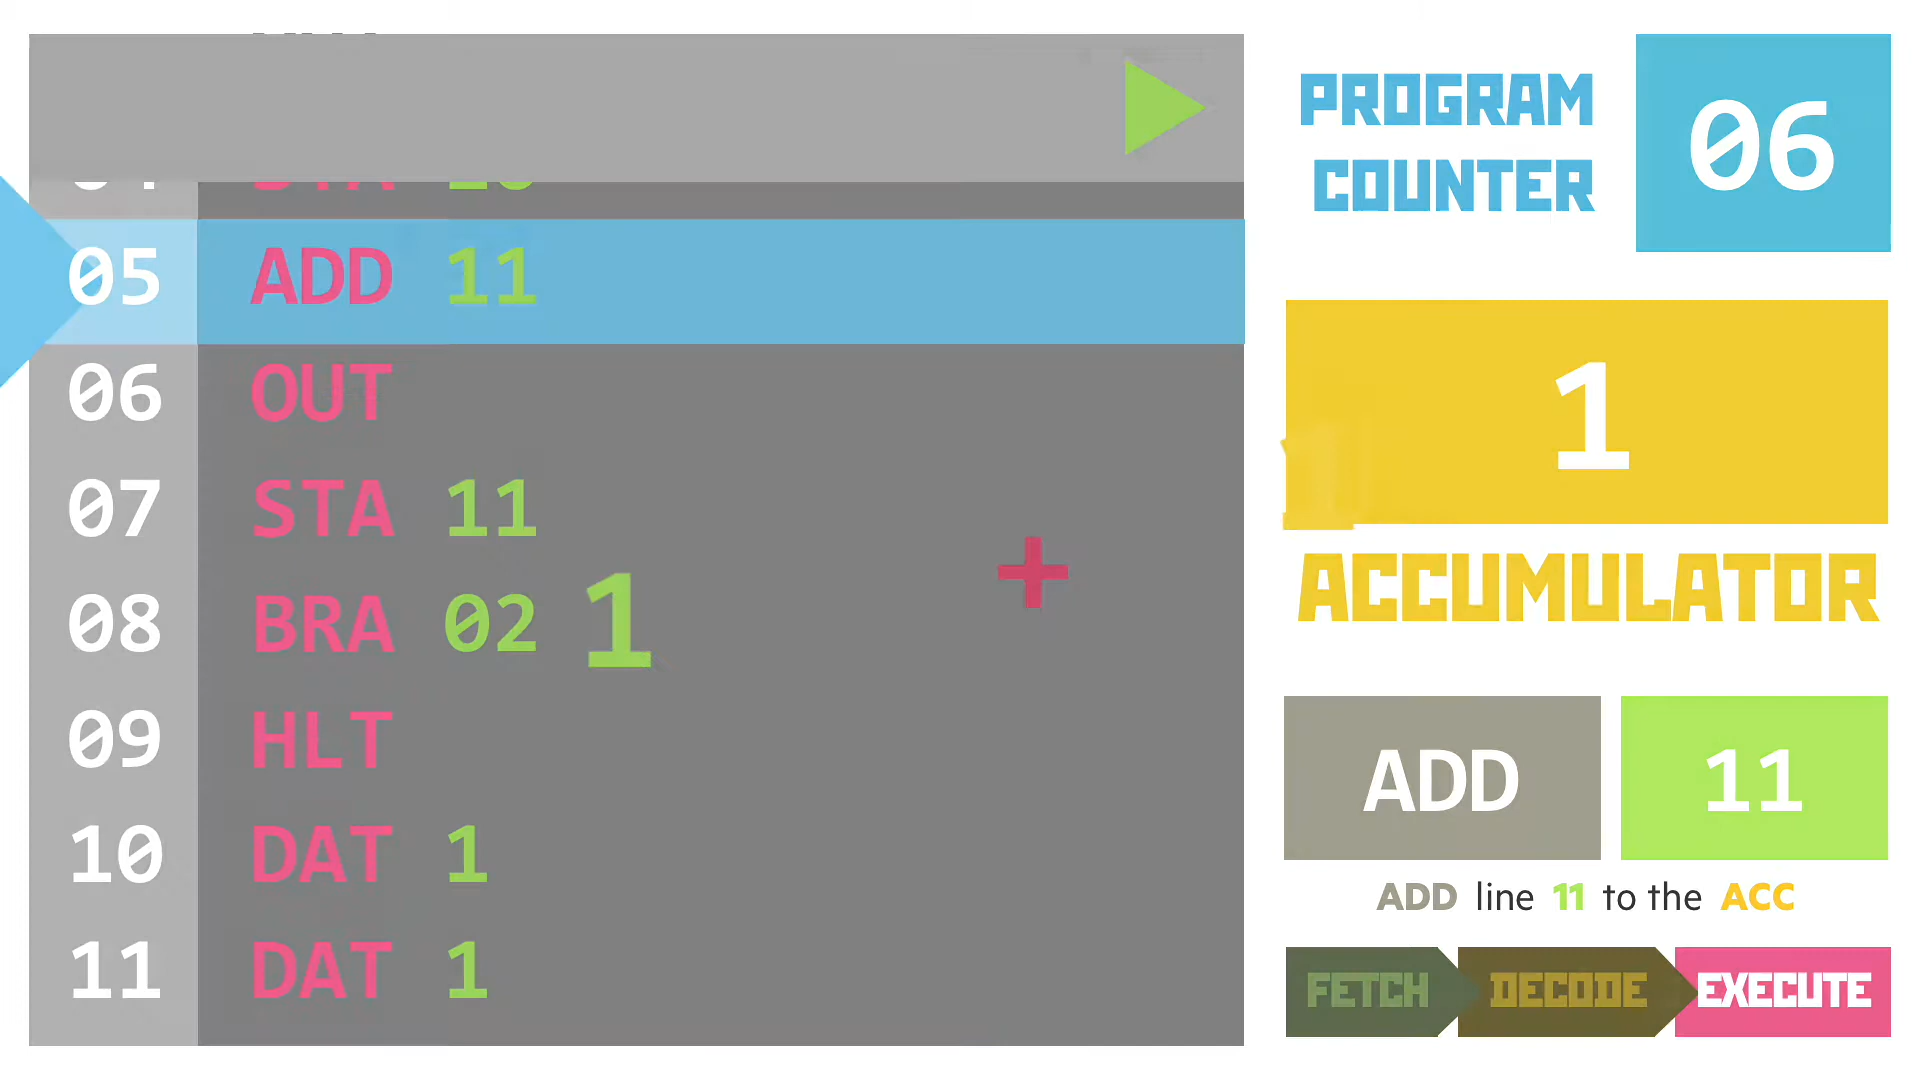 05 ADD 11
06 OUT
07 STA 11
08 BRA 02
1
09 HLT
10 DAT 1
11 DAT 1
+
PROGRAM
COUNTER
06
1
ACCUMULATOR
ADD 11
ADD line 11 to the ACC
FETCH DECODE EXECUTE